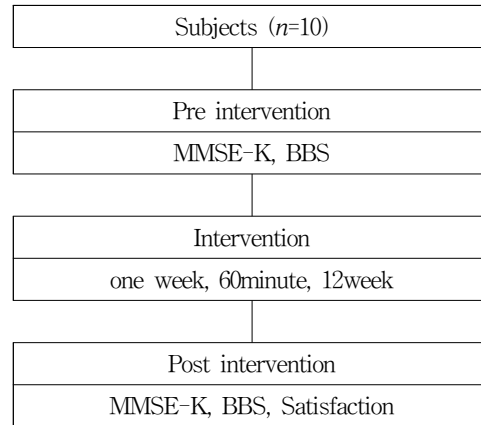 Subjects (n=10)
Pre intervention
MMSE-K, BBS
Intervention
one week, 60minute, 12week
Post intervention
MMSE-K, BBS, Satisfaction